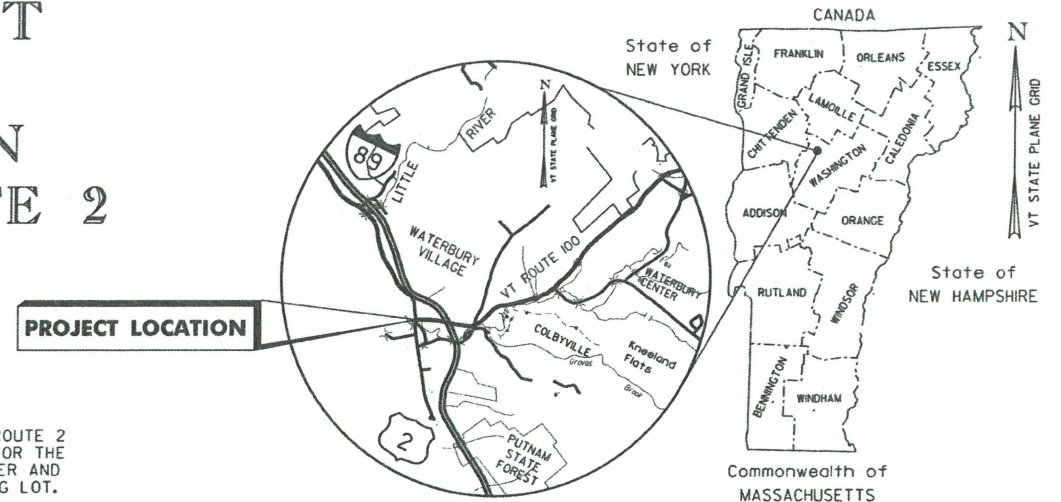 T
N
TE 2
PROJECT LOCATION
ROUTE 2
OR THE
ER AND
G LOT.
N
VT STATE PLANE GRID
89
LITTLE
RIVER
WATERBURY
VILLAGE
VT ROUTE 100
WATERBURY
CENTER
COLBYVILLE
Kneeland
Flats
Graves
Brook
2
PUTNAM
STATE
FOREST
CANADA
State of
NEW YORK
GRAND ISLE
FRANKLIN
ORLEANS
ESSEX
LAMOILLE
CHITTENDEN
CALEDONIA
WASHINGTON
ADDISON
ORANGE
RUTLAND
WINDSOR
BENNINGTON
WINDHAM
N
VT STATE PLANE GRID
State of
NEW HAMPSHIRE
Commonwealth of
MASSACHUSETTS